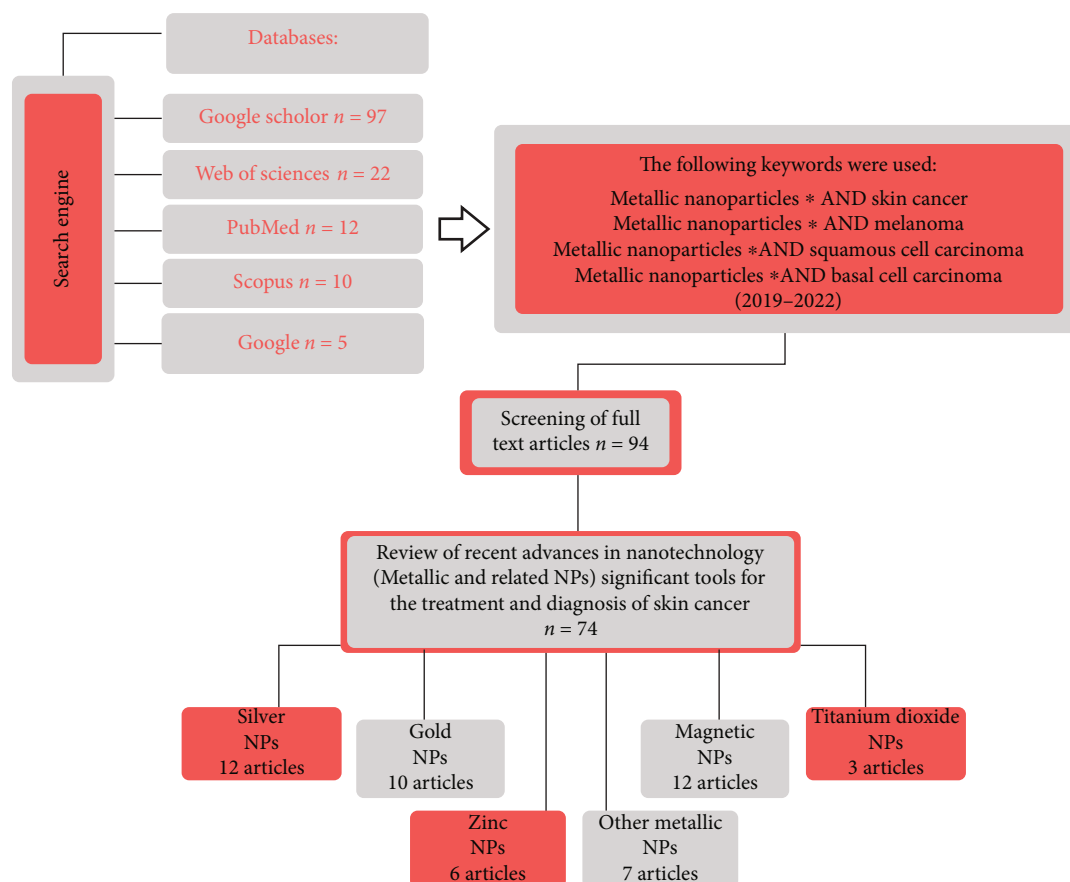 Search engine
Databases:
Google scholor n = 97
Web of sciences n = 22
PubMed n = 12
Scopus n = 10
Google n = 5
The following keywords were used:
Metallic nanoparticles * AND skin cancer
Metallic nanoparticles * AND melanoma
Metallic nanoparticles *AND squamous cell carcinoma
Metallic nanoparticles *AND basal cell carcinoma
(2019–2022)
Screening of full
text articles n = 94
Review of recent advances in nanotechnology
(Metallic and related NPs) significant tools for
the treatment and diagnosis of skin cancer
n = 74
Silver
NPs
12 articles
Gold
NPs
10 articles
Zinc
NPs
6 articles
Other metallic
NPs
7 articles
Magnetic
NPs
12 articles
Titanium dioxide
NPs
3 articles